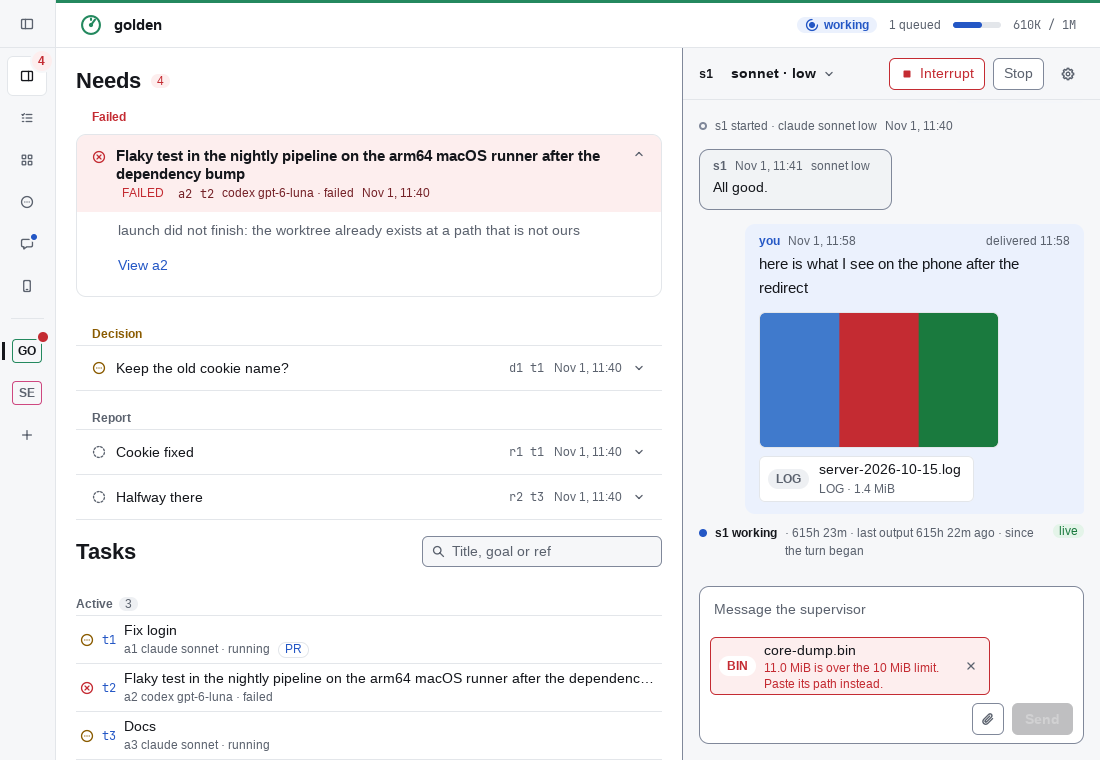 golden
working
1 queued
610K / 1M
4
GO
SE
Needs 4
Failed
Flaky test in the nightly pipeline on the arm64 macOS runner after the
dependency bump
FAILED a2 t2 codex gpt-6-luna · failed Nov 1, 11:40
launch did not finish: the worktree already exists at a path that is not ours
View a2
Decision
Keep the old cookie name? d1 t1 Nov 1, 11:40
Report
Cookie fixed r1 t1 Nov 1, 11:40
Halfway there r2 t3 Nov 1, 11:40
Tasks
Title, goal or ref
Active 3
t1 Fix login
a1 claude sonnet · running PR
t2 Flaky test in the nightly pipeline on the arm64 macOS runner after the dependenc…
a2 codex gpt-6-luna · failed
t3 Docs
a3 claude sonnet · running
s1 sonnet · low
Interrupt
Stop
s1 started · claude sonnet low Nov 1, 11:40
s1 Nov 1, 11:41 sonnet low
All good.
you Nov 1, 11:58 delivered 11:58
here is what I see on the phone after the
redirect
LOG
server-2026-10-15.log
LOG · 1.4 MiB
s1 working · 615h 23m · last output 615h 22m ago · since
the turn began
live
Message the supervisor
BIN
core-dump.bin
11.0 MiB is over the 10 MiB limit.
Paste its path instead.
Send